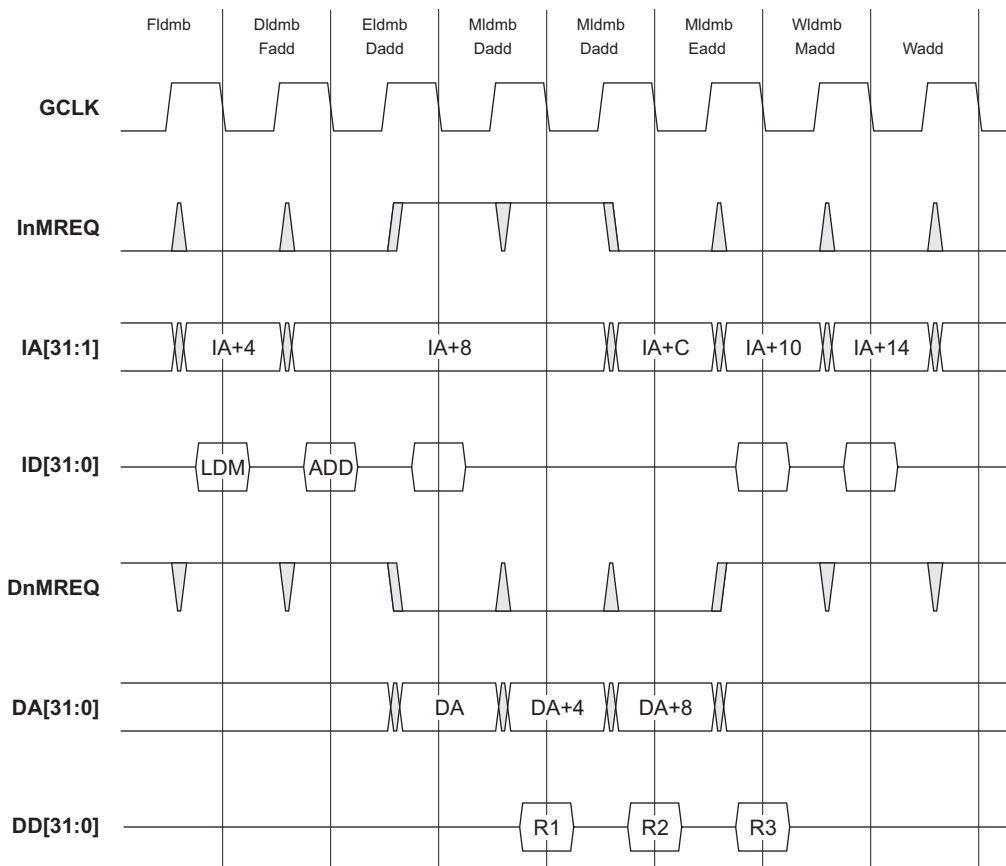 Fldmb Dldmb Eldmb Mldmb Mldmb Mldmb Wldmb
Fadd Dadd Dadd Dadd Eadd Madd Wadd
GCLK
InMREQ
IA[31:1] IA+4 IA+8 IA+C IA+10 IA+14
ID[31:0] LDM ADD
DnMREQ
DA[31:0] DA DA+4 DA+8
DD[31:0] R1 R2 R3